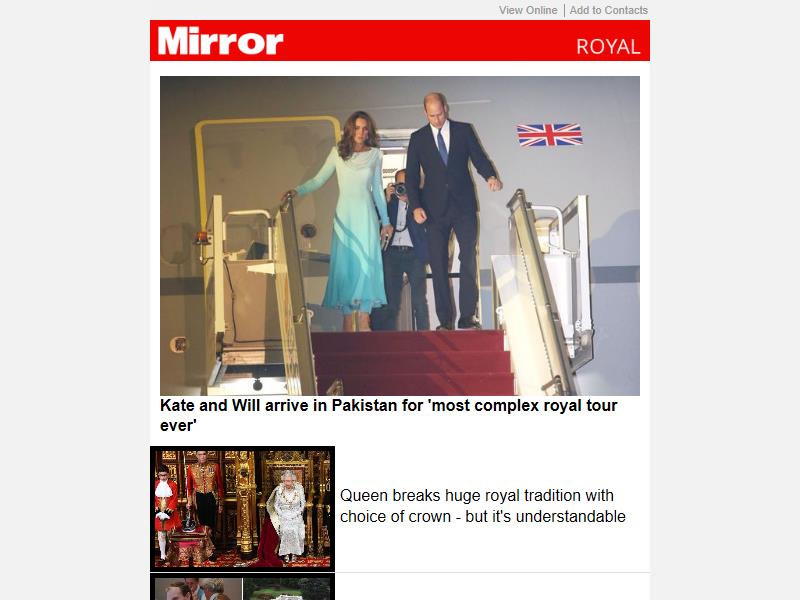 View Online | Add to Contacts
Mirror
ROYAL
Kate and Will arrive in Pakistan for 'most complex royal tour
ever'
Queen breaks huge royal tradition with
choice of crown - but it's understandable